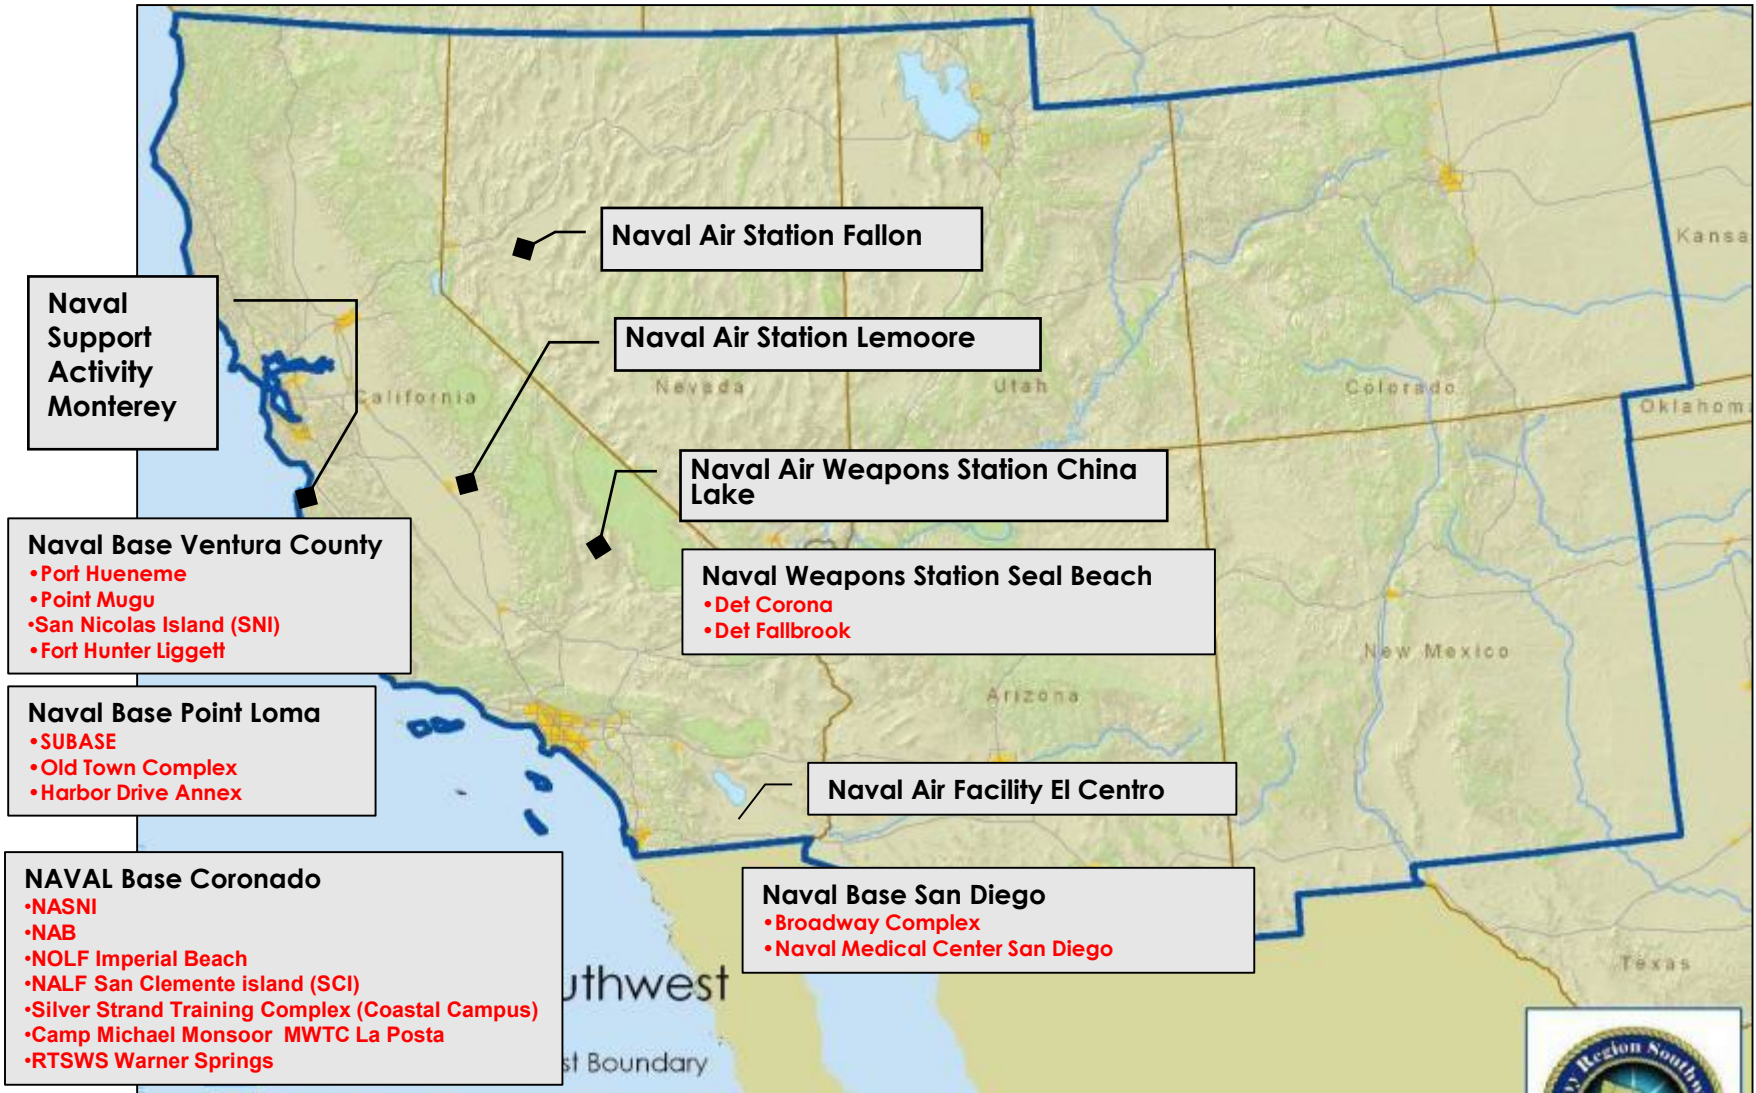 Kansa
Naval Air Station Fallon
Naval
Support
Activity
Monterey
Naval Air Station Lemoore
California
Nevada
Utah
Colorado
Oklahoma
Naval Air Weapons Station China
Lake
Naval Base Ventura County
•Port Hueneme
•Point Mugu
•San Nicolas Island (SNI)
•Fort Hunter Liggett
Naval Weapons Station Seal Beach
•Det Corona
•Det Fallbrook
New Mexico
Arizona
Naval Base Point Loma
•SUBASE
•Old Town Complex
•Harbor Drive Annex
Naval Air Facility El Centro
NAVAL Base Coronado
•NASNI
•NAB
•NOLF Imperial Beach
•NALF San Clemente island (SCI)
•Silver Strand Training Complex (Coastal Campus)
•Camp Michael Monsoor MWTC La Posta
•RTSWS Warner Springs
Naval Base San Diego
•Broadway Complex
•Naval Medical Center San Diego
Texas
uthwest
st Boundary
y Region Southw